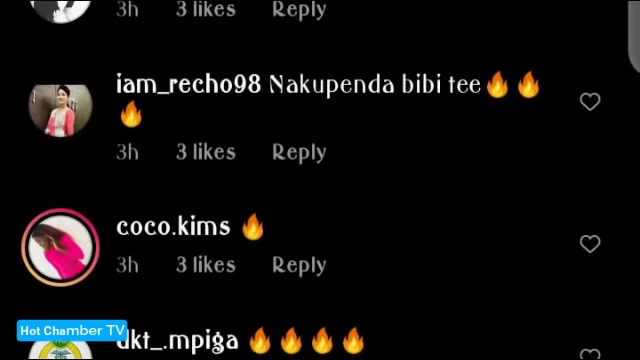 3h 3 likes Reply
iam_recho98 Nakupenda bibi tee🔥🔥
🔥
3h 3 likes Reply
coco.kims 🔥
3h 3 likes Reply
Hot Chamber TV
dkt_.mpiga 🔥🔥🔥🔥